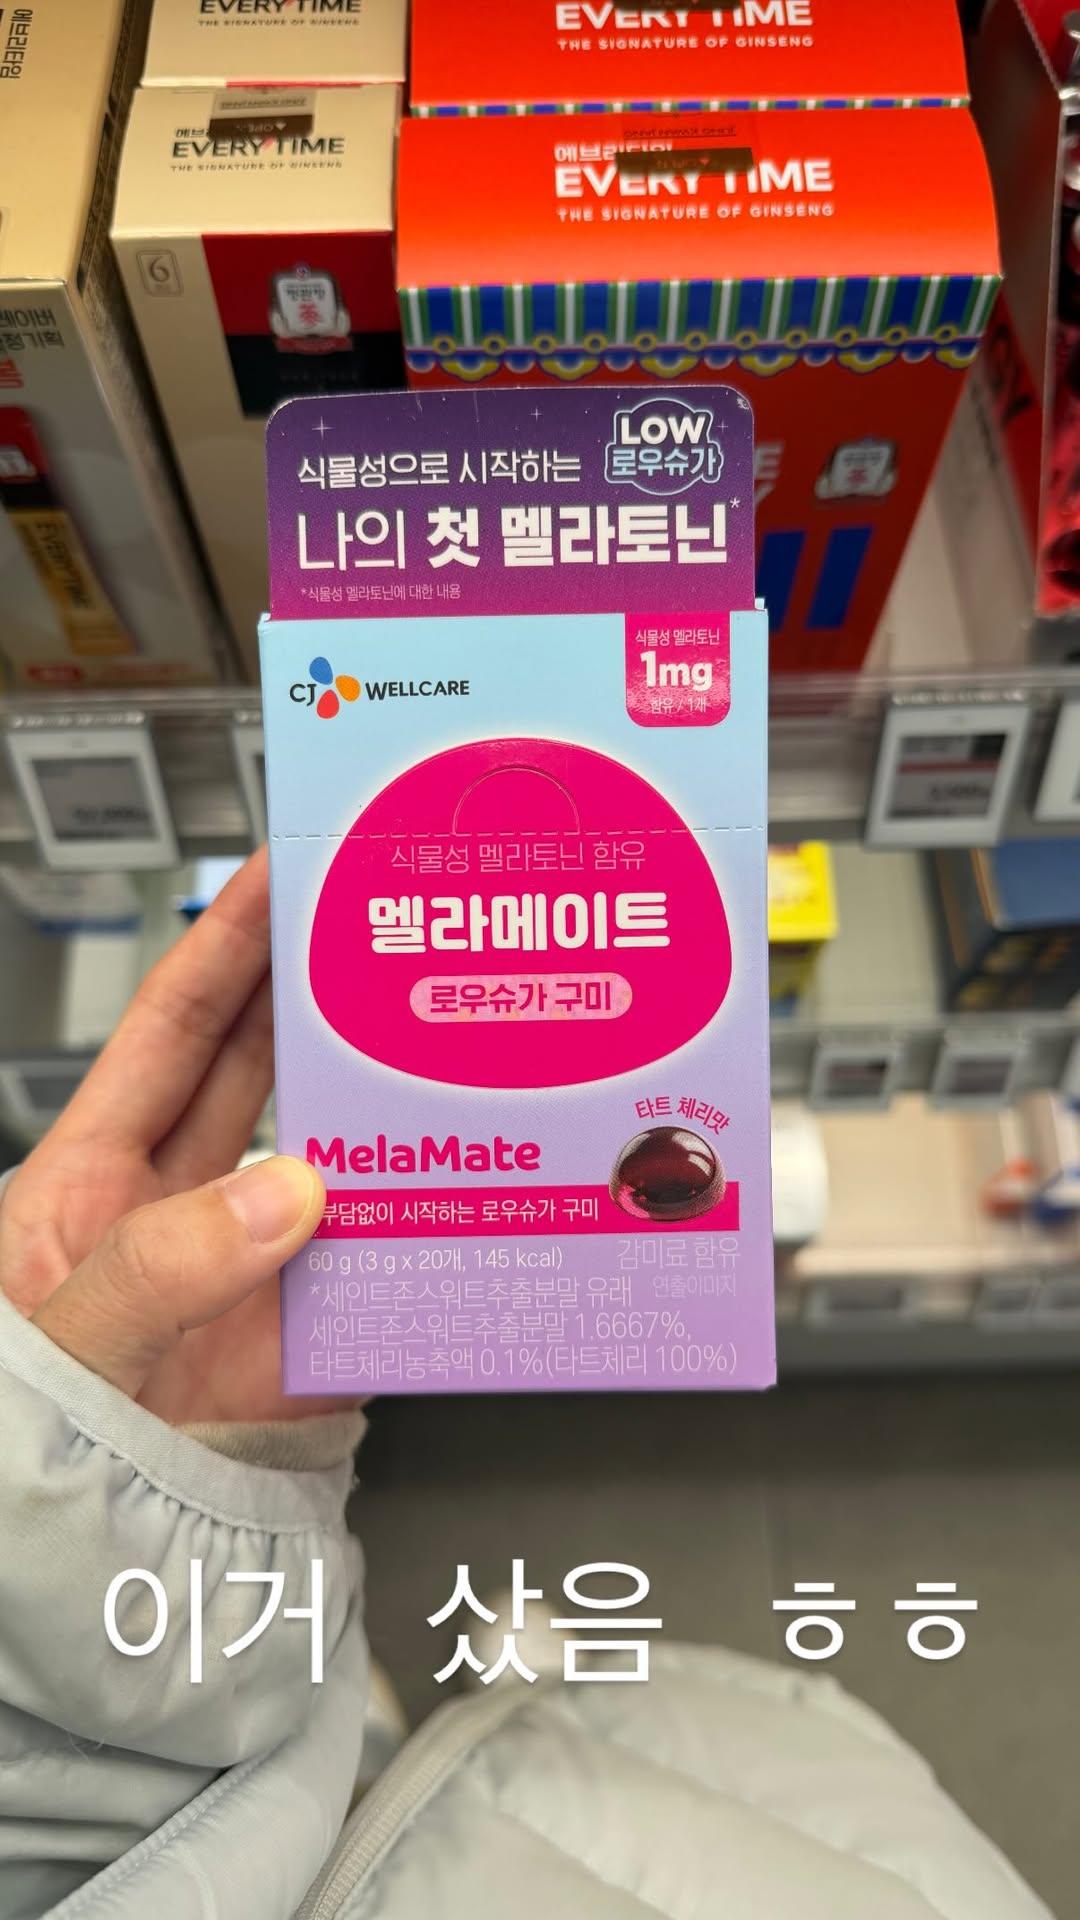 EVERY TIME
THE SIGNATURE OF GINSENG
EVERY TIME
THE SIGNATURE OF GINSENG
EVERY TIME
THE SIGNATURE OF GINSENG
에브리타임
EVERY TIME
THE SIGNATURE OF GINSENG
6
LOW
로우슈가
식물성으로 시작하는
나의 첫 멜라토닌*
*식물성 멜라토닌에 대한 내용
CJ WELLCARE
식물성 멜라토닌
1mg
함유 / 1개
식물성 멜라토닌 함유
멜라메이트
로우슈가 구미
타트 체리맛
MelaMate
부담없이 시작하는 로우슈가 구미
60 g (3 g x 20개, 145 kcal)
감미료 함유
연출이미지
*세인트존스워트추출분말 유래
세인트존스워트추출분말 1.6667%,
타트체리농축액 0.1%(타트체리 100%)
이거 샀음 ㅎㅎ